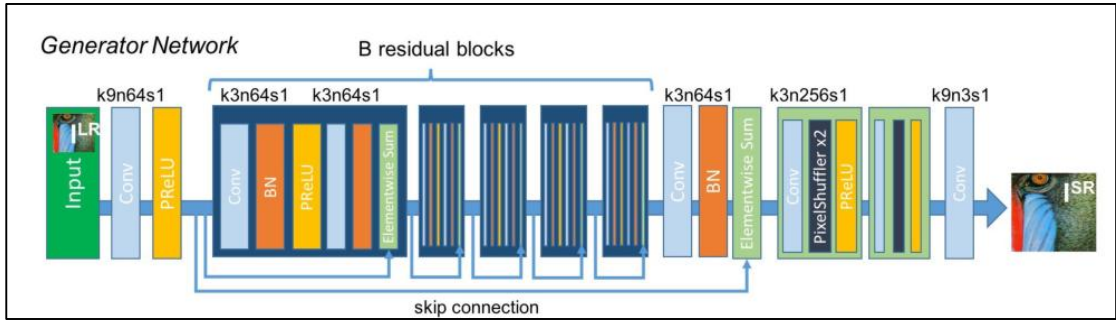 Generator Network
B residual blocks
k9n64s1
k3n64s1
k3n64s1
k3n64s1
k3n256s1
k9n3s1
I LR
Input
Conv
PReLU
Conv
BN
PReLU
Elementwise Sum
Conv
BN
Elementwise Sum
Conv
PixelShuffler x2
PReLU
Conv
I SR
skip connection